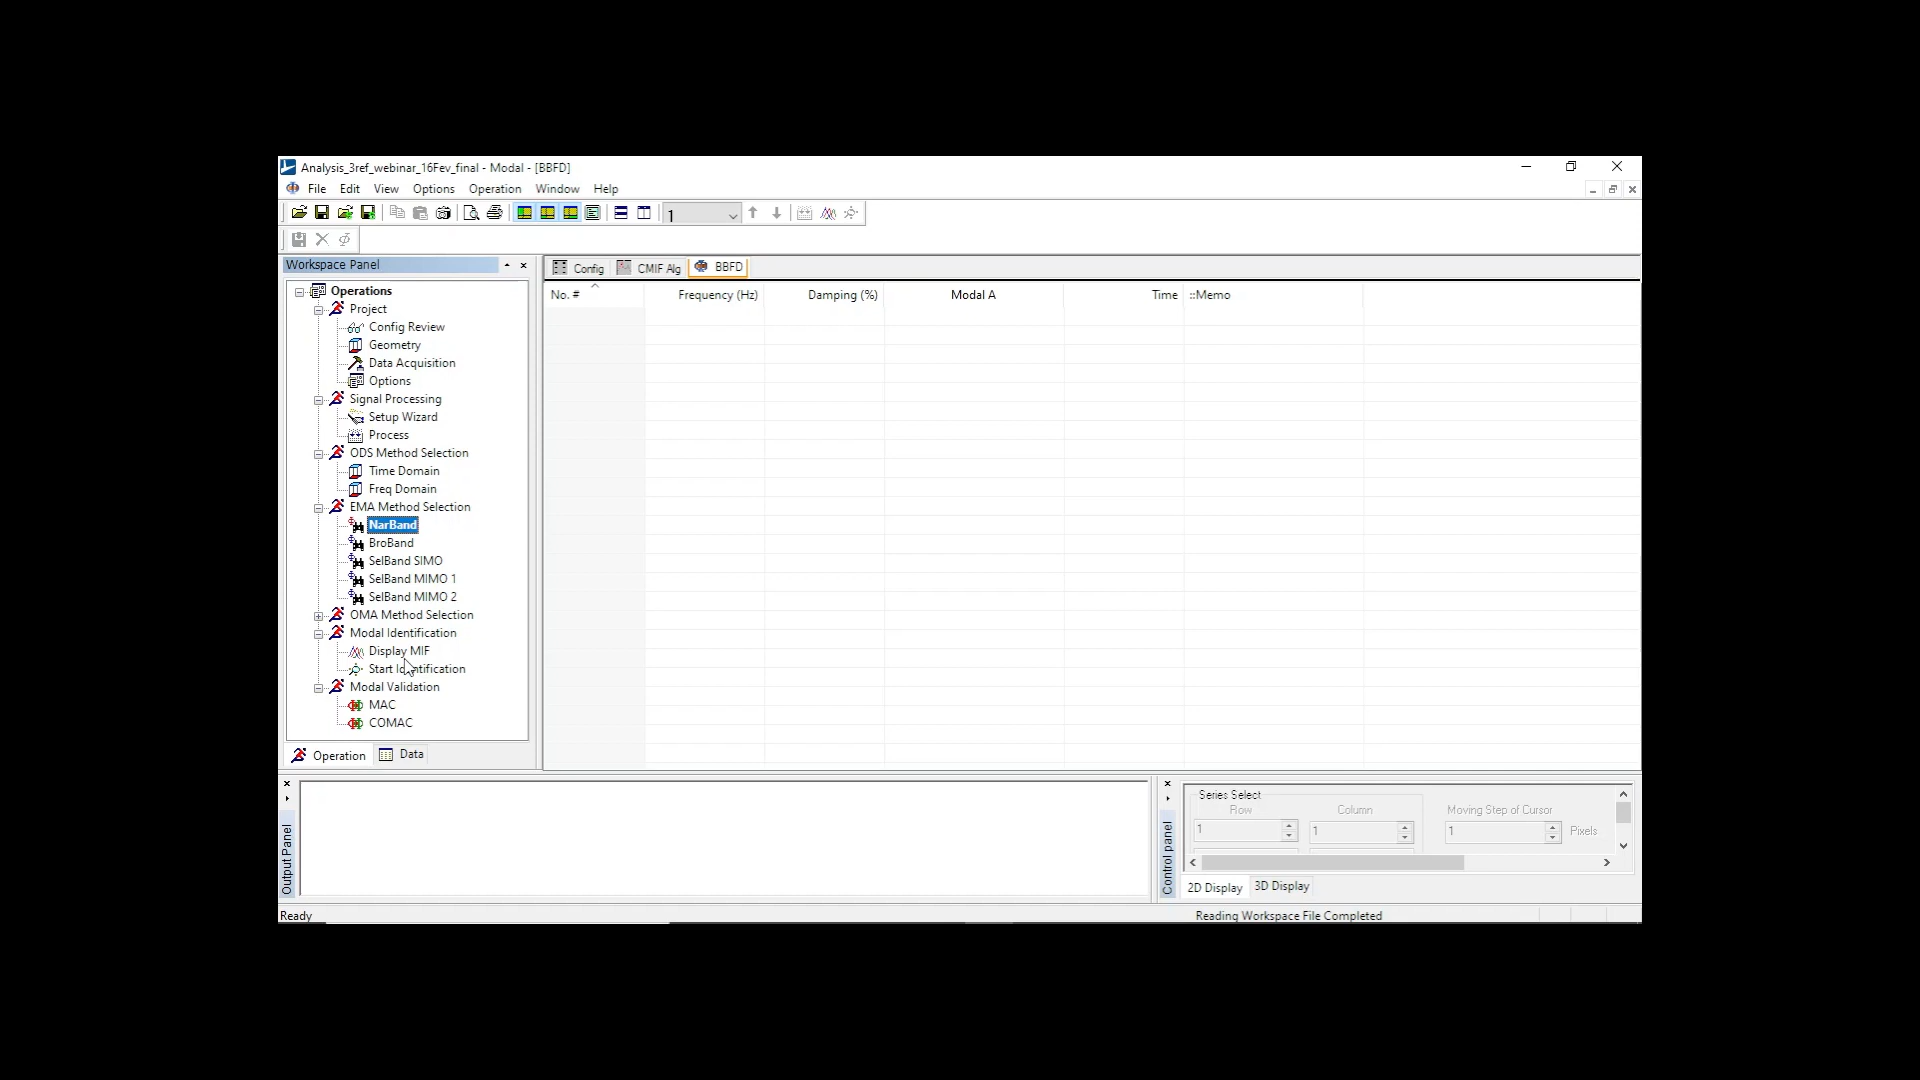 Analysis_3ref_webinar_16Fev_final - Modal - [BBFD]
File Edit View Options Operation Window Help
1
Workspace Panel
Operations
Project
Config Review
Geometry
Data Acquisition
Options
Signal Processing
Setup Wizard
Process
ODS Method Selection
Time Domain
Freq Domain
EMA Method Selection
NarBand
BroBand
SelBand SIMO
SelBand MIMO 1
SelBand MIMO 2
OMA Method Selection
Modal Identification
Display MIF
Start Identification
Modal Validation
MAC
COMAC
Operation Data
Config CMIF Alg BBFD
No. # Frequency (Hz) Damping (%) Modal A Time ::Memo
Output Panel
Control panel
Series Select
Row Column Moving Step of Cursor
1 1 1 Pixels
2D Display 3D Display
Ready Reading Workspace File Completed